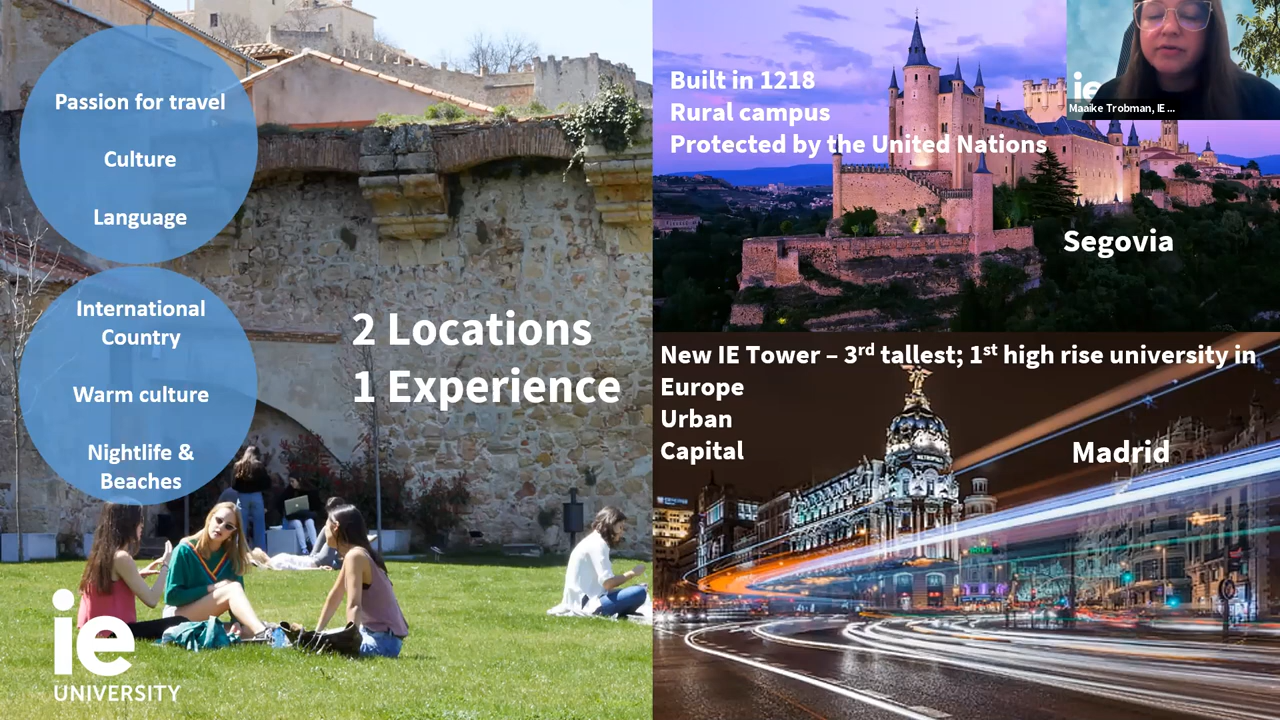 Passion for travel
Culture
Language
International
Country
Warm culture
Nightlife &
Beaches
2 Locations
1 Experience
ie
UNIVERSITY
Built in 1218
Rural campus
Protected by the United Nations
Segovia
ie
Maaike Trobman, IE ...
New IE Tower – 3rd tallest; 1st high rise university in
Europe
Urban
Capital
Madrid
METROPOLIS